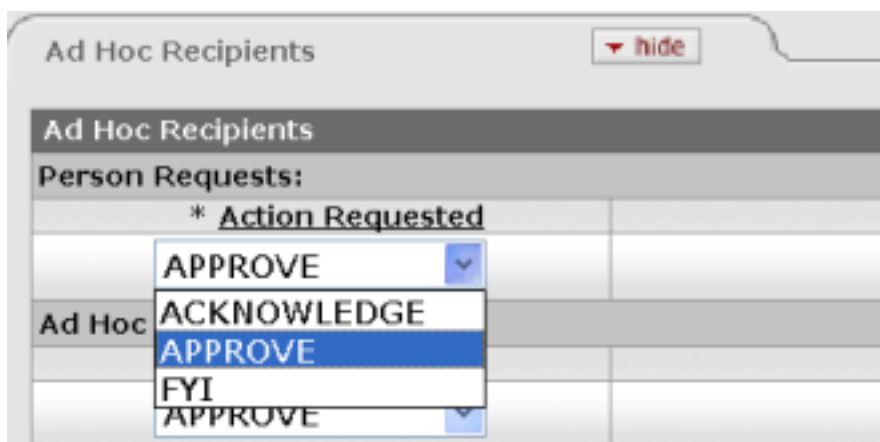 Ad Hoc Recipients hide
Ad Hoc Recipients
Person Requests:
* Action Requested
APPROVE
ACKNOWLEDGE
Ad Hoc
APPROVE
FYI
APPROVE